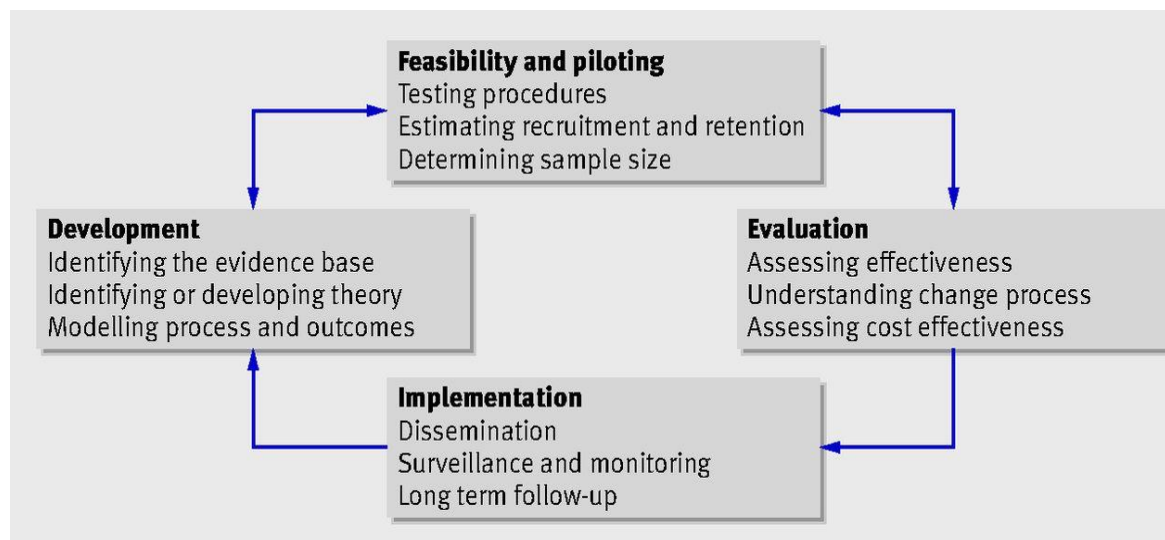 Feasibility and piloting
Testing procedures
Estimating recruitment and retention
Determining sample size
Development
Identifying the evidence base
Identifying or developing theory
Modelling process and outcomes
Evaluation
Assessing effectiveness
Understanding change process
Assessing cost effectiveness
Implementation
Dissemination
Surveillance and monitoring
Long term follow-up